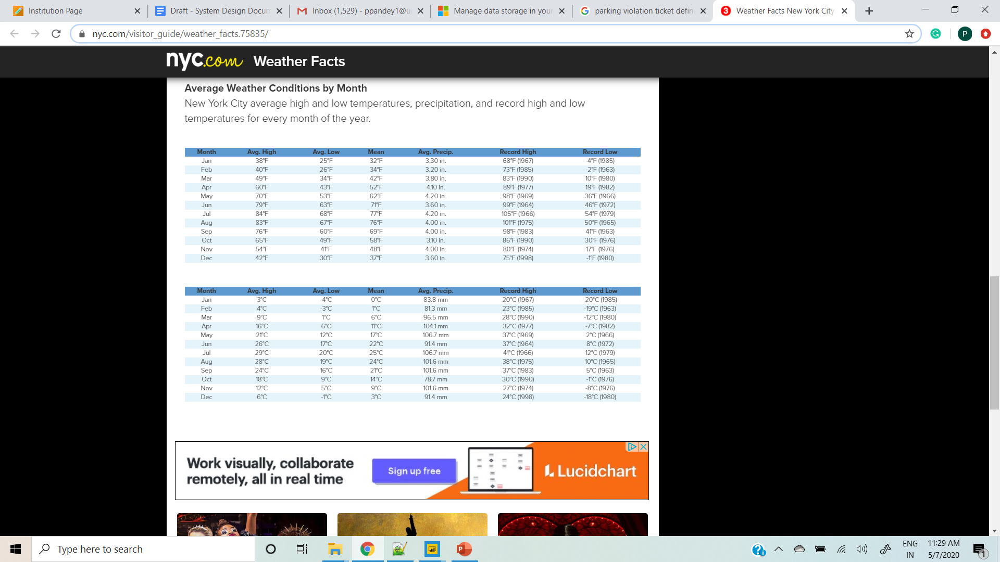 Institution Page
Draft - System Design Docum
Inbox (1,529) - ppandey1@u
Manage data storage in your
parking violation ticket defin
3 Weather Facts New York City
nyc.com/visitor_guide/weather_facts.75835/
P
nyc.com Weather Facts
Average Weather Conditions by Month
New York City average high and low temperatures, precipitation, and record high and low
temperatures for every month of the year.
Month Avg. High Avg. Low Mean Avg. Precip. Record High Record Low
Jan 38°F 25°F 32°F 3.30 in. 68°F (1967) -4°F (1985)
Feb 40°F 26°F 34°F 3.20 in. 73°F (1985) -2°F (1963)
Mar 49°F 34°F 42°F 3.80 in. 83°F (1990) 10°F (1980)
Apr 60°F 43°F 52°F 4.10 in. 89°F (1977) 19°F (1982)
May 70°F 53°F 62°F 4.20 in. 98°F (1969) 36°F (1966)
Jun 79°F 63°F 71°F 3.60 in. 99°F (1964) 46°F (1972)
Jul 84°F 68°F 77°F 4.20 in. 105°F (1966) 54°F (1979)
Aug 83°F 67°F 76°F 4.00 in. 101°F (1975) 50°F (1965)
Sep 76°F 60°F 69°F 4.00 in. 98°F (1983) 41°F (1963)
Oct 65°F 49°F 58°F 3.10 in. 86°F (1990) 30°F (1976)
Nov 54°F 41°F 48°F 4.00 in. 80°F (1974) 17°F (1976)
Dec 42°F 30°F 37°F 3.60 in. 75°F (1998) -1°F (1980)
Month Avg. High Avg. Low Mean Avg. Precip. Record High Record Low
Jan 3°C -4°C 0°C 83.8 mm 20°C (1967) -20°C (1985)
Feb 4°C -3°C 1°C 81.3 mm 23°C (1985) -19°C (1963)
Mar 9°C 1°C 6°C 96.5 mm 28°C (1990) -12°C (1980)
Apr 16°C 6°C 11°C 104.1 mm 32°C (1977) -7°C (1982)
May 21°C 12°C 17°C 106.7 mm 37°C (1969) 2°C (1966)
Jun 26°C 17°C 22°C 91.4 mm 37°C (1964) 8°C (1972)
Jul 29°C 20°C 25°C 106.7 mm 41°C (1966) 12°C (1979)
Aug 28°C 19°C 24°C 101.6 mm 38°C (1975) 10°C (1965)
Sep 24°C 16°C 21°C 101.6 mm 37°C (1983) 5°C (1963)
Oct 18°C 9°C 14°C 78.7 mm 30°C (1990) -1°C (1976)
Nov 12°C 5°C 9°C 101.6 mm 27°C (1974) -8°C (1976)
Dec 6°C -1°C 3°C 91.4 mm 24°C (1998) -18°C (1980)
Work visually, collaborate
remotely, all in real time
Sign up free
Lucidchart
Type here to search
ENG
IN
11:29 AM
5/7/2020
1